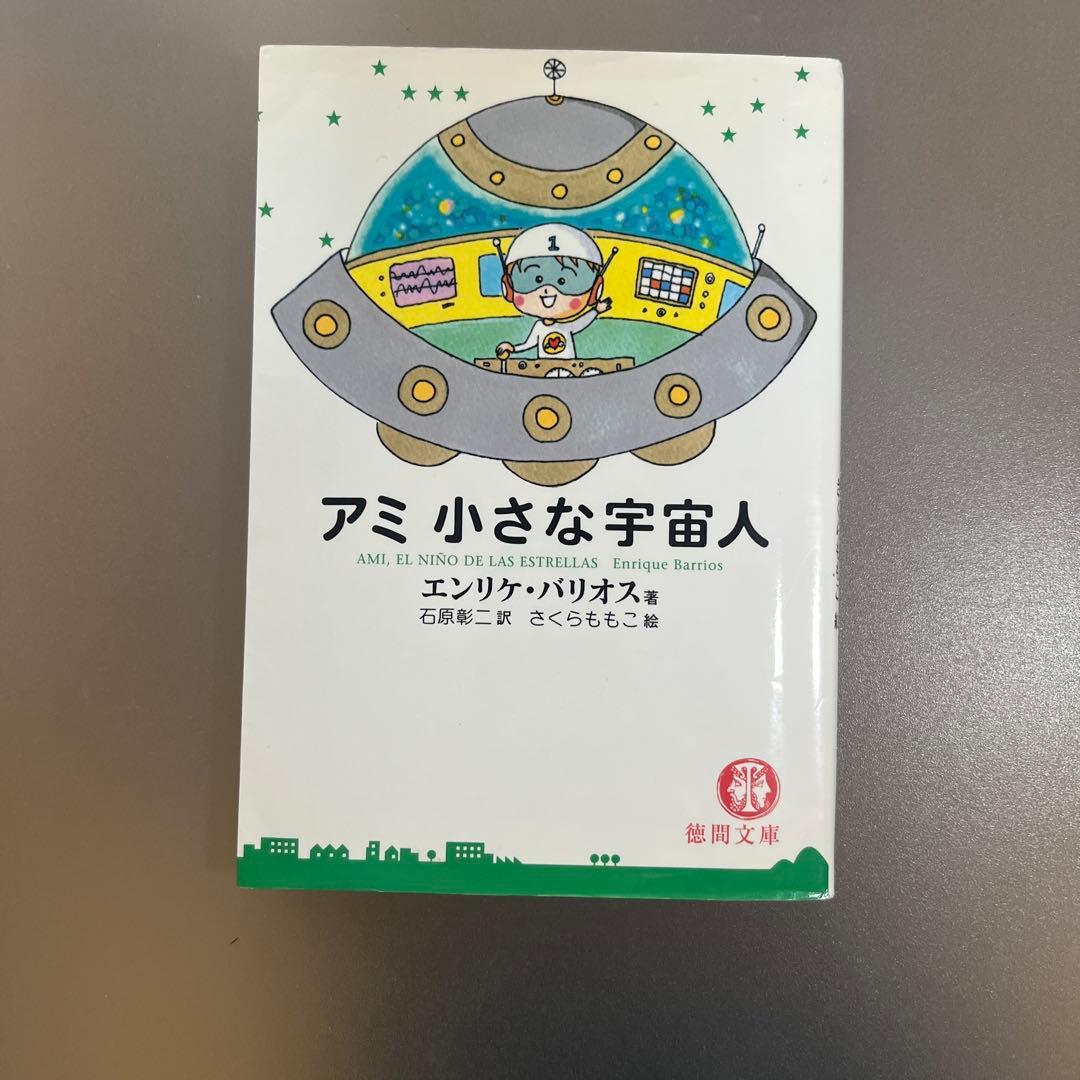 1
アミ 小さな宇宙人
AMI, EL NIÑO DE LAS ESTRELLAS Enrique Barrios
エンリケ・バリオス著
石原彰二訳 さくらももこ絵
徳間文庫